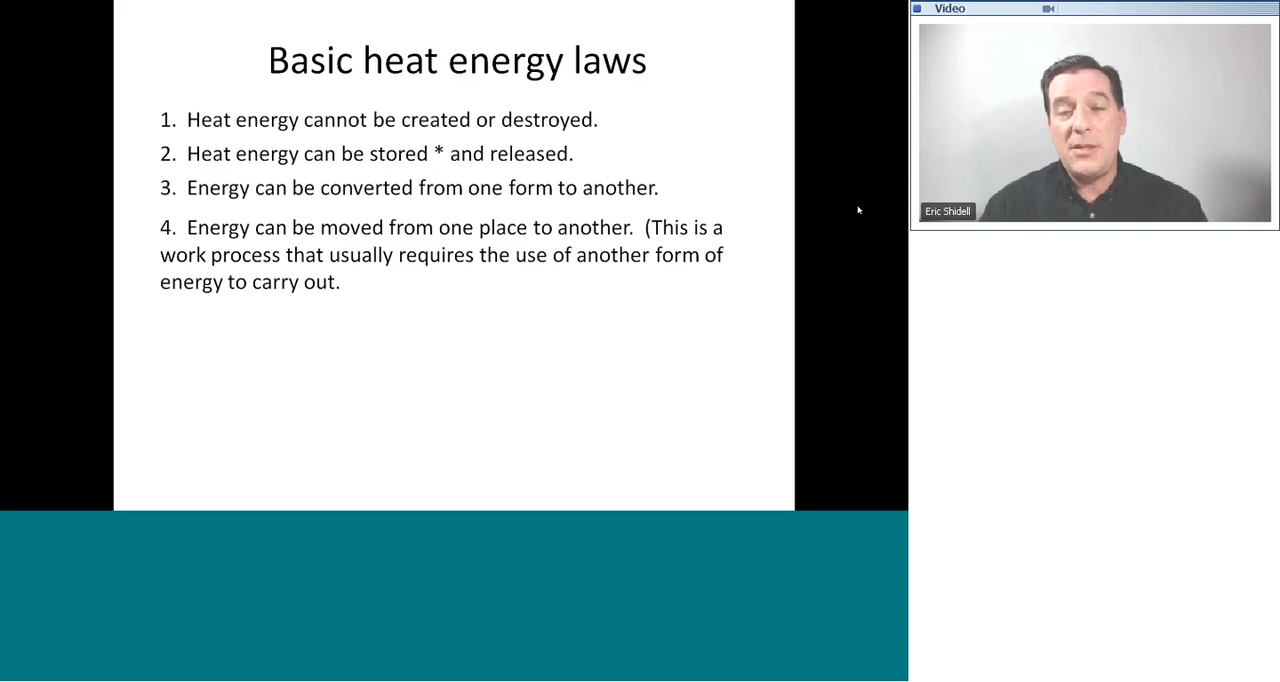 Basic heat energy laws
1. Heat energy cannot be created or destroyed.
2. Heat energy can be stored * and released.
3. Energy can be converted from one form to another.
4. Energy can be moved from one place to another. (This is a
work process that usually requires the use of another form of
energy to carry out.
Video
Eric Shidell